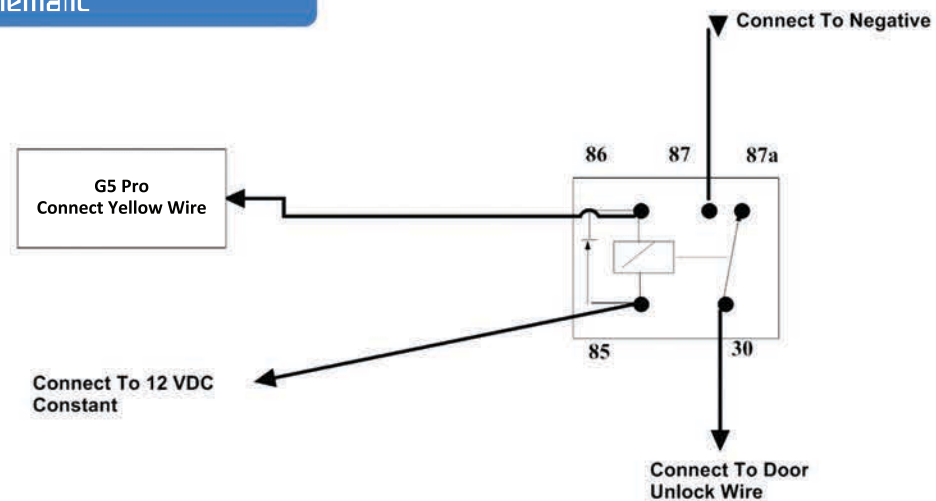 Connect To Negative
86 87 87a
G5 Pro
Connect Yellow Wire
85 30
Connect To 12 VDC
Constant
Connect To Door
Unlock Wire